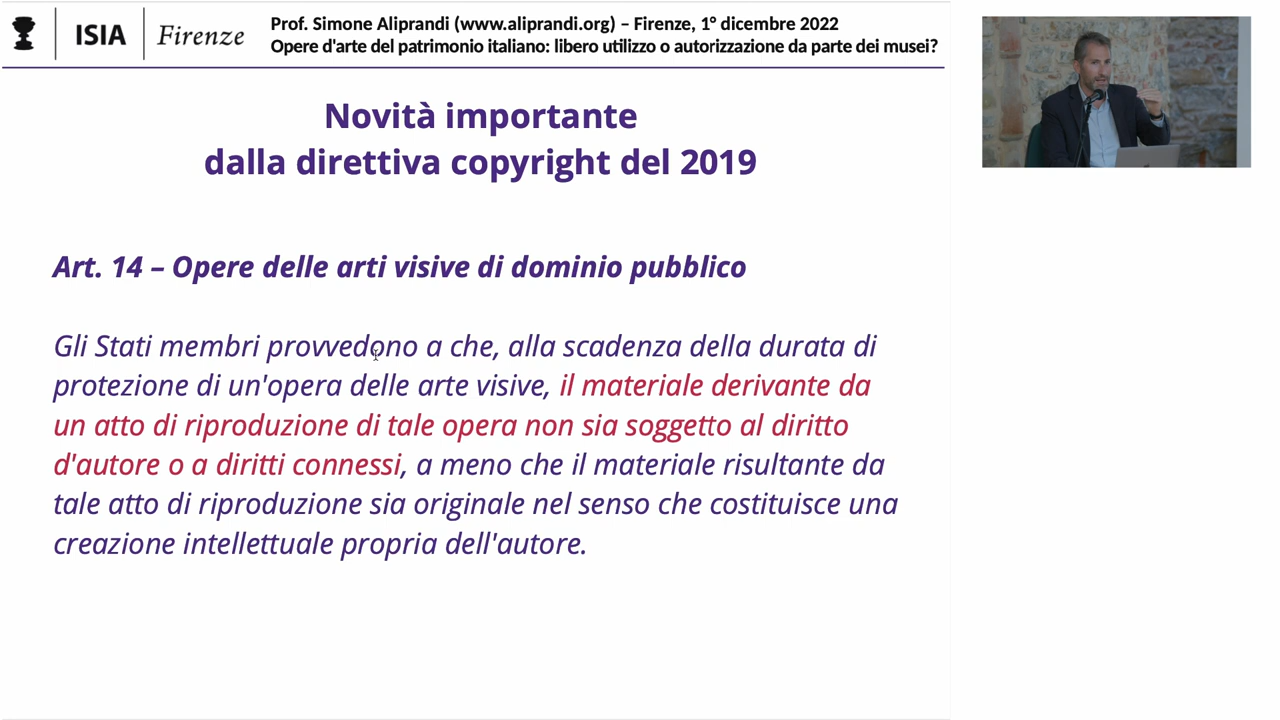 ISIA Firenze
Prof. Simone Aliprandi (www.aliprandi.org) – Firenze, 1° dicembre 2022
Opere d'arte del patrimonio italiano: libero utilizzo o autorizzazione da parte dei musei?
Novità importante
dalla direttiva copyright del 2019
Art. 14 – Opere delle arti visive di dominio pubblico
Gli Stati membri provvedono a che, alla scadenza della durata di
protezione di un'opera delle arte visive, il materiale derivante da
un atto di riproduzione di tale opera non sia soggetto al diritto
d'autore o a diritti connessi, a meno che il materiale risultante da
tale atto di riproduzione sia originale nel senso che costituisce una
creazione intellettuale propria dell'autore.